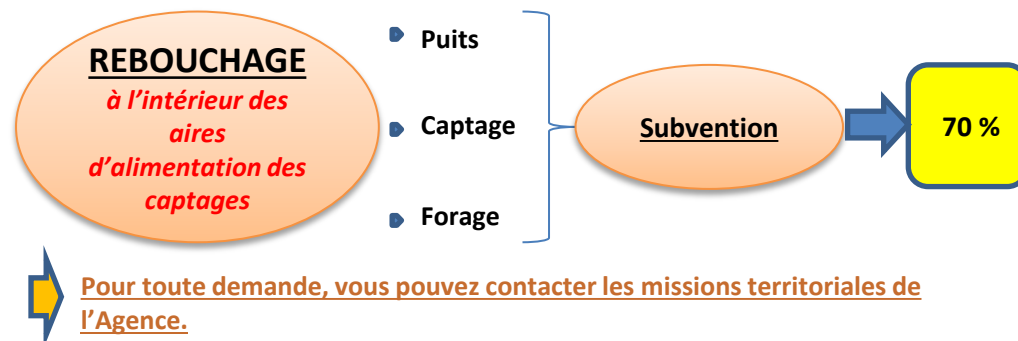 REBOUCHAGE
à l’intérieur des
aires
d’alimentation des
captages
Puits
Captage
Forage
Subvention
70 %
Pour toute demande, vous pouvez contacter les missions territoriales de
l’Agence.